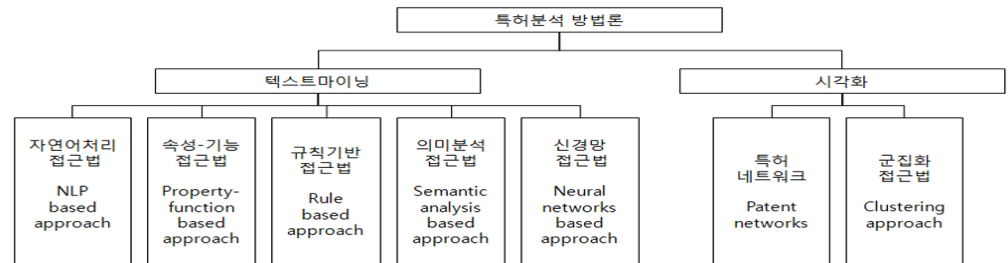 특허분석 방법론
텍스트마이닝
시각화
자연어처리
접근법
NLP
based
approach
속성-기능
접근법
Property-
function
based
approach
규칙기반
접근법
Rule
based
approach
의미분석
접근법
Semantic
analysis
based
approach
신경망
접근법
Neural
networks
based
approach
특허
네트워크
Patent
networks
군집화
접근법
Clustering
approach